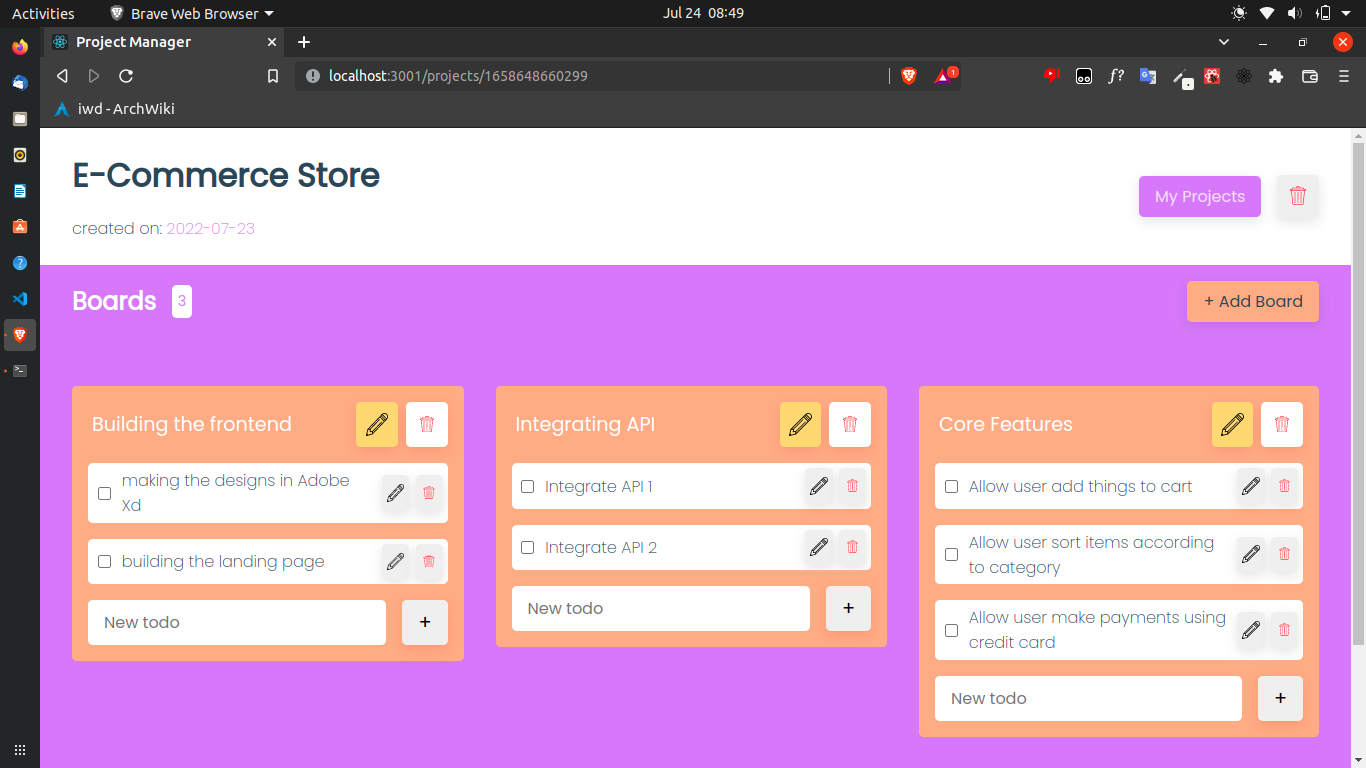 Activities
Brave Web Browser
Jul 24 08:49
Project Manager
localhost:3001/projects/1658648660299
1
f?
iwd - ArchWiki
E-Commerce Store
created on: 2022-07-23
My Projects
Boards 3
+ Add Board
Building the frontend
making the designs in Adobe
Xd
building the landing page
New todo
+
Integrating API
Integrate API 1
Integrate API 2
New todo
+
Core Features
Allow user add things to cart
Allow user sort items according
to category
Allow user make payments using
credit card
New todo
+